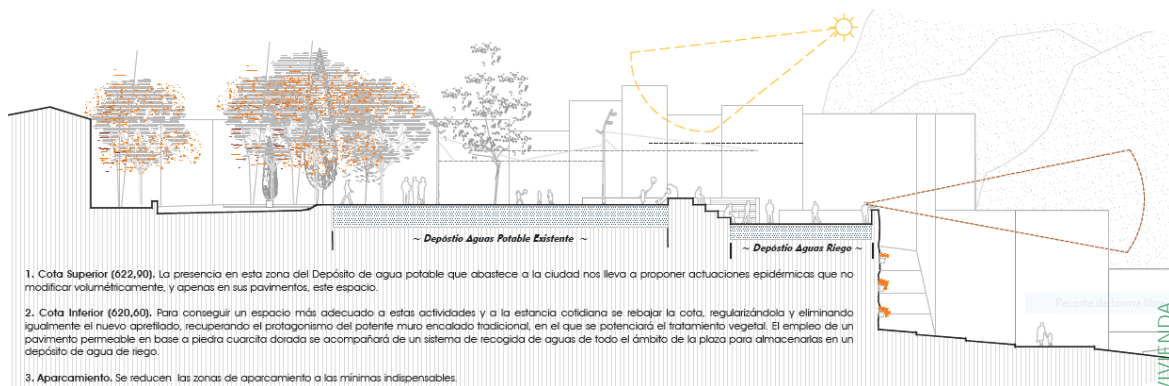 ~ Depóstio Aguas Potable Existente ~
~ Depóstio Aguas Riego ~
1. Cota Superior (622,90). La presencia en esta zona del Depósito de agua potable que abastece a la ciudad nos lleva a proponer actuaciones epidérmicas que no
modificar volumétricamente, y apenas en sus pavimentos, este espacio.
2. Cota Inferior (620,60). Para conseguir un espacio más adecuado a estas actividades y a la estancia cotidiana se rebajar la cota, regularizándola y eliminando
igualmente el nuevo apretilado, recuperando el protagonismo del potente muro encalado tradicional, en el que se potenciará el tratamiento vegetal. El empleo de un
pavimento permeable en base a piedra cuarcita dorada se acompañará de un sistema de recogida de aguas de todo el ámbito de la plaza para almacenarlas en un
depósito de agua de riego.
3. Aparcamiento. Se reducen las zonas de aparcamiento a las mínimas indispensables.
Recorte de forma libre
VIVIENDA